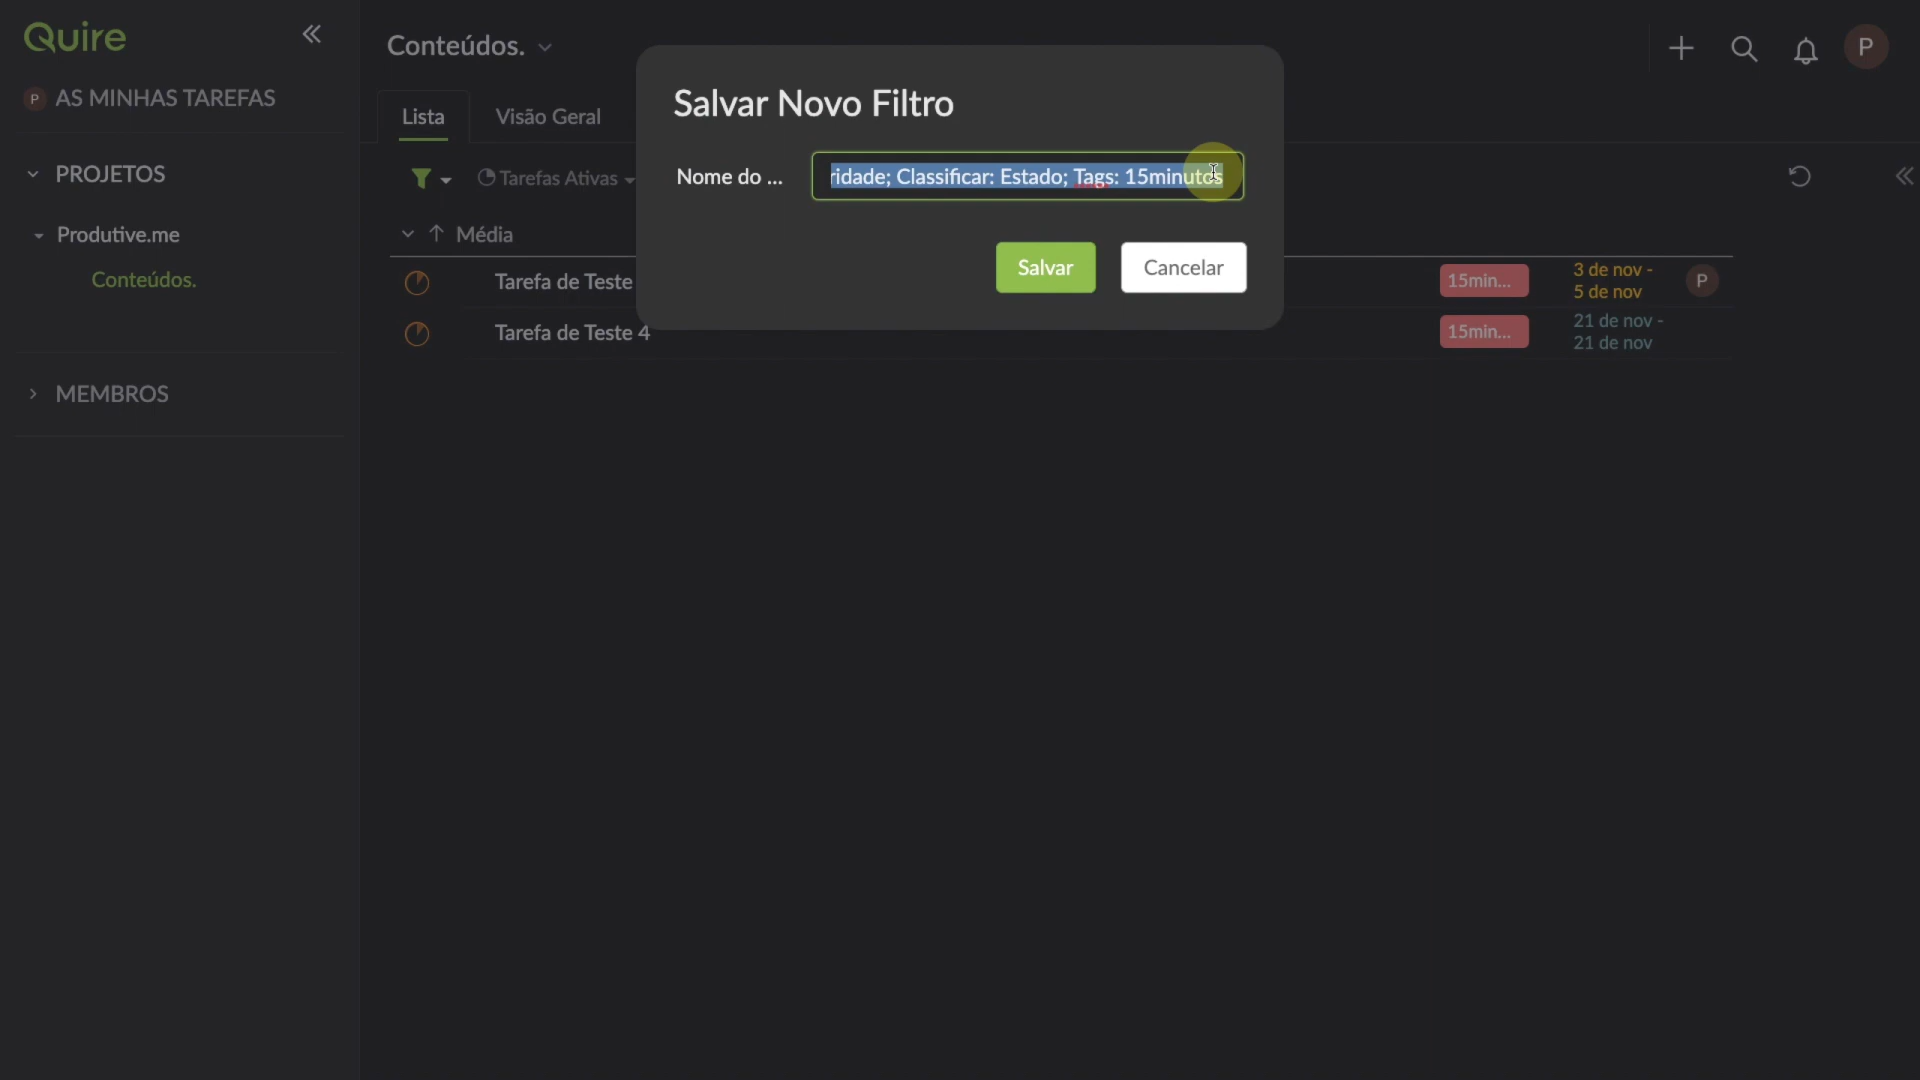 Quire
P AS MINHAS TAREFAS
PROJETOS
Produtive.me
Conteúdos.
MEMBROS
Conteúdos.
P
Lista
Visão Geral
Tarefas Ativas
Média
Tarefa de Teste
15min...
3 de nov -
5 de nov
P
Tarefa de Teste 4
15min...
21 de nov -
21 de nov
Salvar Novo Filtro
Nome do ...
ridade; Classificar: Estado; Tags: 15minutos
Salvar
Cancelar